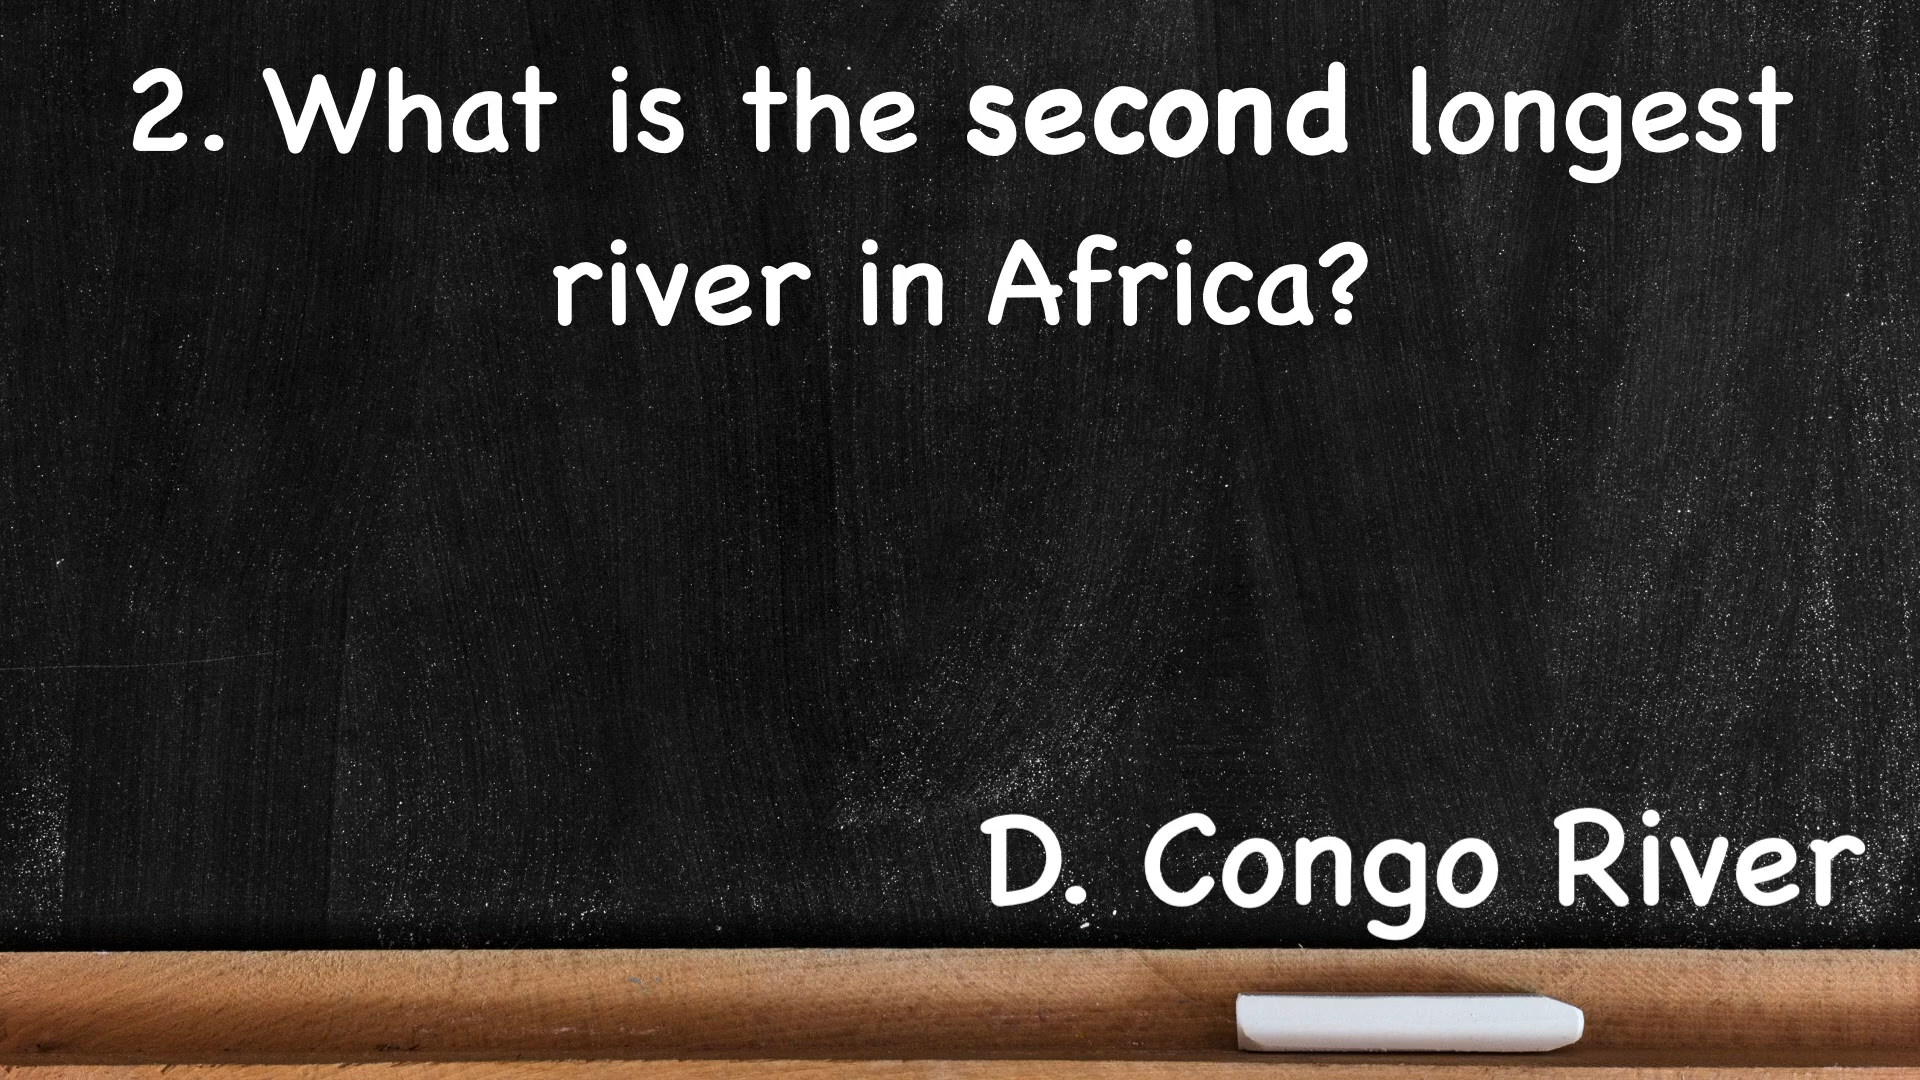 2. What is the second longest
river in Africa?
D. Congo River